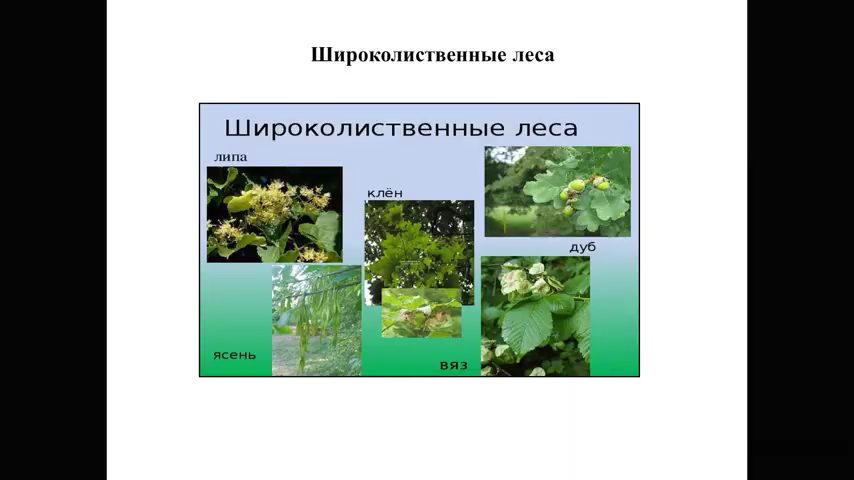 Широколиственные леса
Широколиственные леса
липа
клён
дуб
ясень
вяз